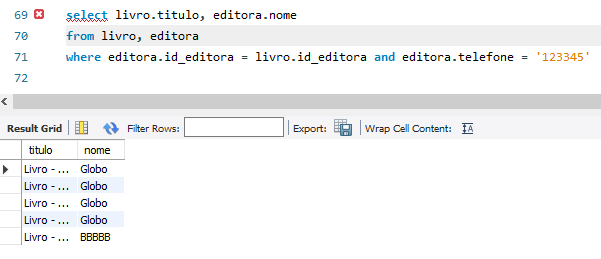 69 select livro.titulo, editora.nome
70 from livro, editora
71 where editora.id_editora = livro.id_editora and editora.telefone = '123345'
72
Result Grid Filter Rows: Export: Wrap Cell Content: IA
titulo nome
Livro - ... Globo
Livro - ... Globo
Livro - ... Globo
Livro - ... Globo
Livro - ... BBBBB